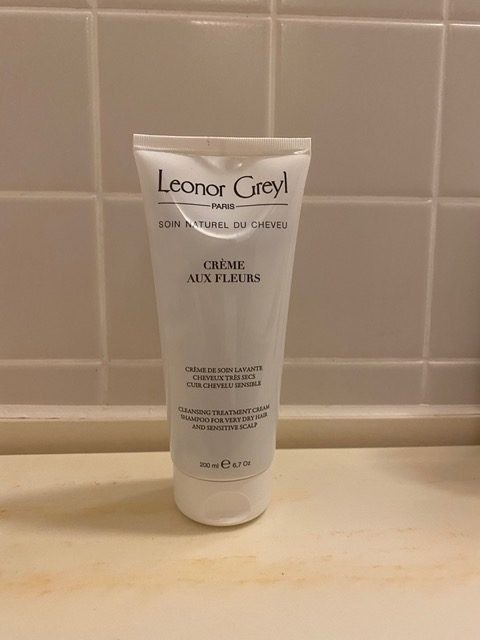 Leonor Greyl
PARIS
SOIN NATUREL DU CHEVEU
CRÈME
AUX FLEURS
CRÈME DE SOIN LAVANTE
CHEVEUX TRÈS SECS
CUIR CHEVELU SENSIBLE
CLEANSING TREATMENT CREAM
SHAMPOO FOR VERY DRY HAIR
AND SENSITIVE SCALP
200 ml ℮ 6,7 Oz